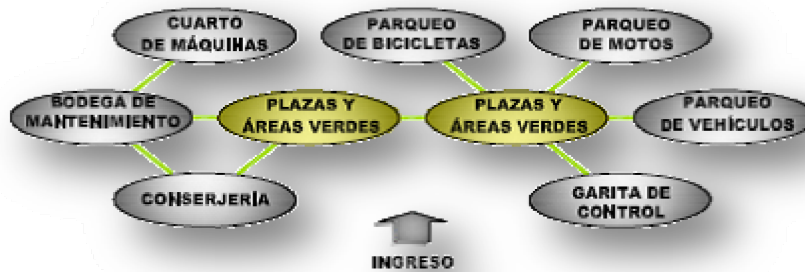 CUARTO
DE MÁQUINAS
PARQUEO
DE BICICLETAS
PARQUEO
DE MOTOS
BODEGA DE
MANTENIMIENTO
PLAZAS Y
ÁREAS VERDES
PLAZAS Y
ÁREAS VERDES
PARQUEO
DE VEHÍCULOS
CONSERJERÍA
GARITA DE
CONTROL
INGRESO